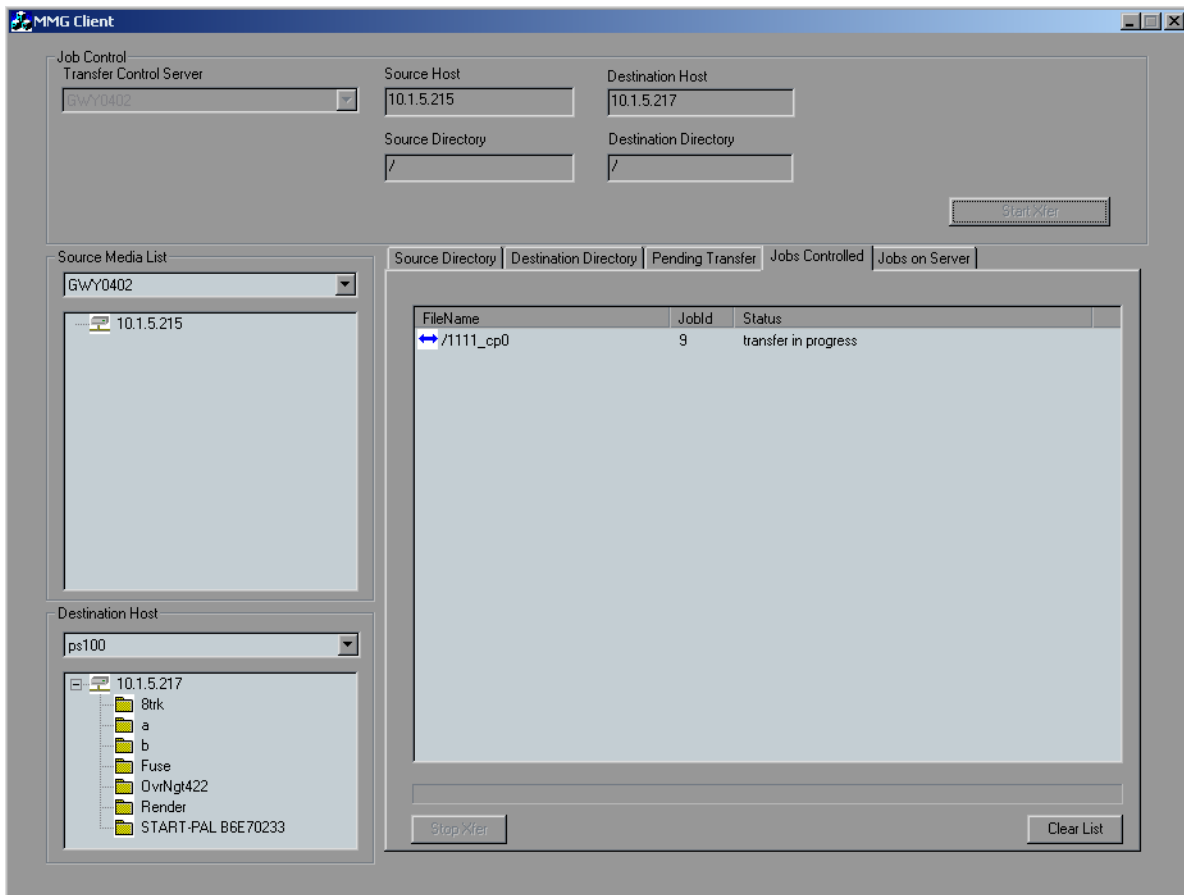 MMG Client
Job Control
Transfer Control Server
GWY0402
Source Host
10.1.5.215
Destination Host
10.1.5.217
Source Directory
/
Destination Directory
/
Start Xfer
Source Media List
GWY0402
10.1.5.215
Destination Host
ps100
10.1.5.217
8trk
a
b
Fuse
OvrNgt422
Render
START-PAL B6E70233
Source Directory Destination Directory Pending Transfer Jobs Controlled Jobs on Server
FileName JobId Status
/1111_cp0 9 transfer in progress
Stop Xfer
Clear List